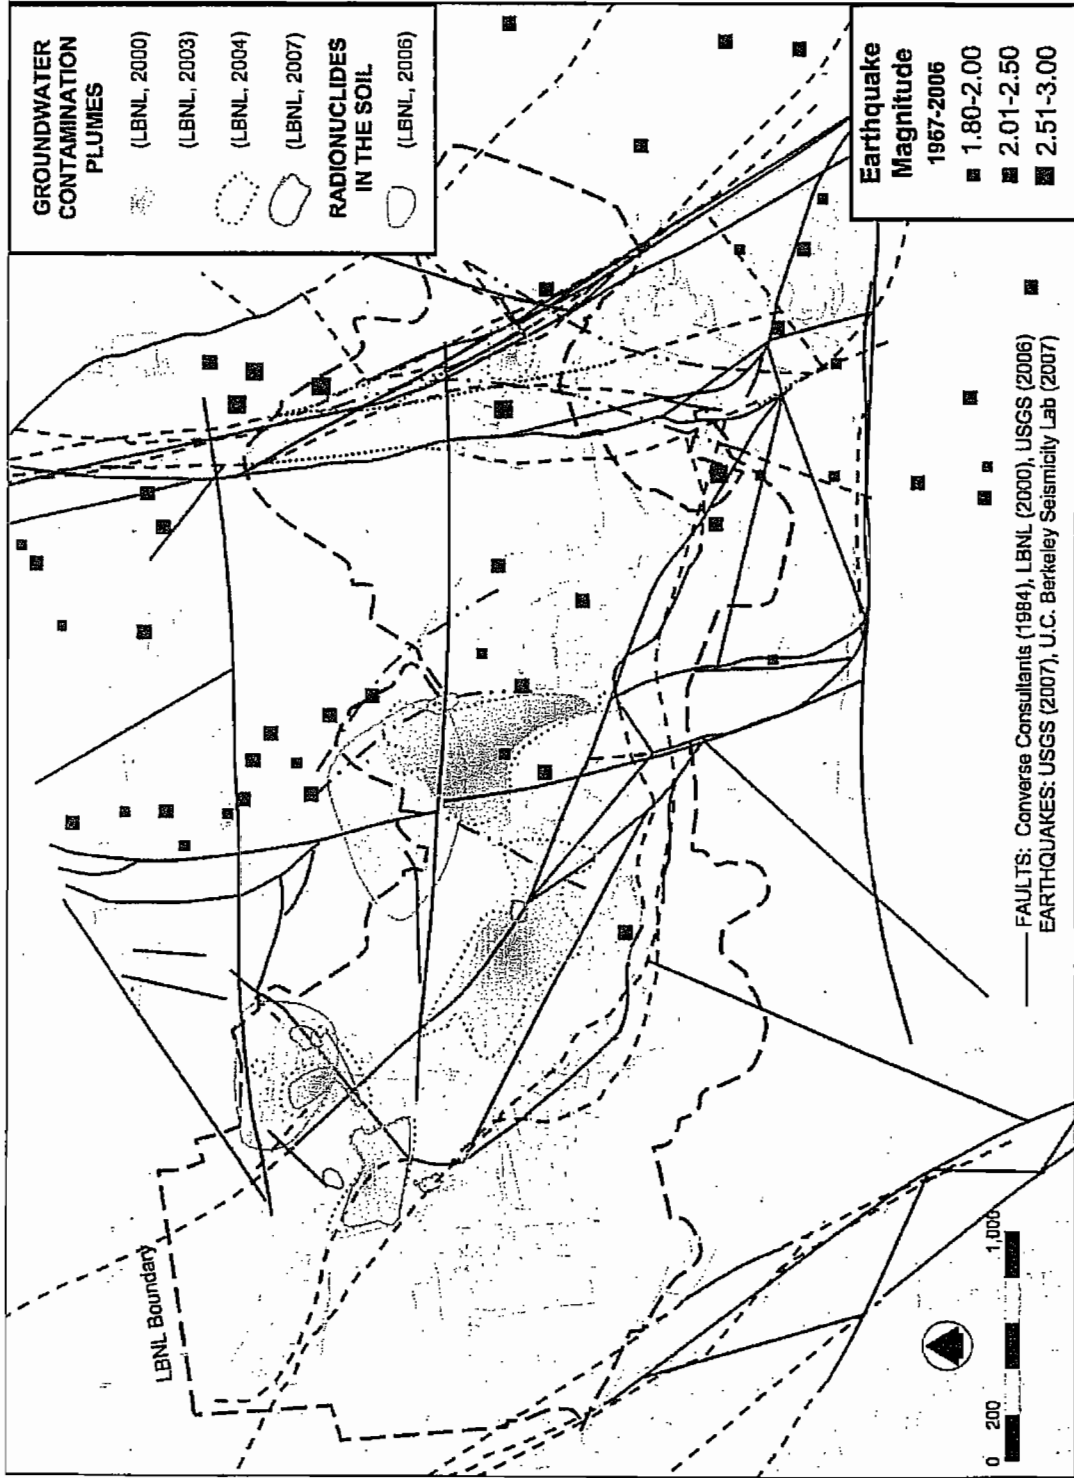 GROUNDWATER
CONTAMINATION
PLUMES
(LBNL, 2000)
(LBNL, 2003)
(LBNL, 2004)
(LBNL, 2007)
RADIONUCLIDES
IN THE SOIL
(LBNL, 2006)
Earthquake
Magnitude
1967-2006
1.80-2.00
2.01-2.50
2.51-3.00
LBNL Boundary
0 200 1,000
FAULTS: Converse Consultants (1984), LBNL (2000), USGS (2006)
EARTHQUAKES: USGS (2007), U.C. Berkeley Seismicity Lab (2007)